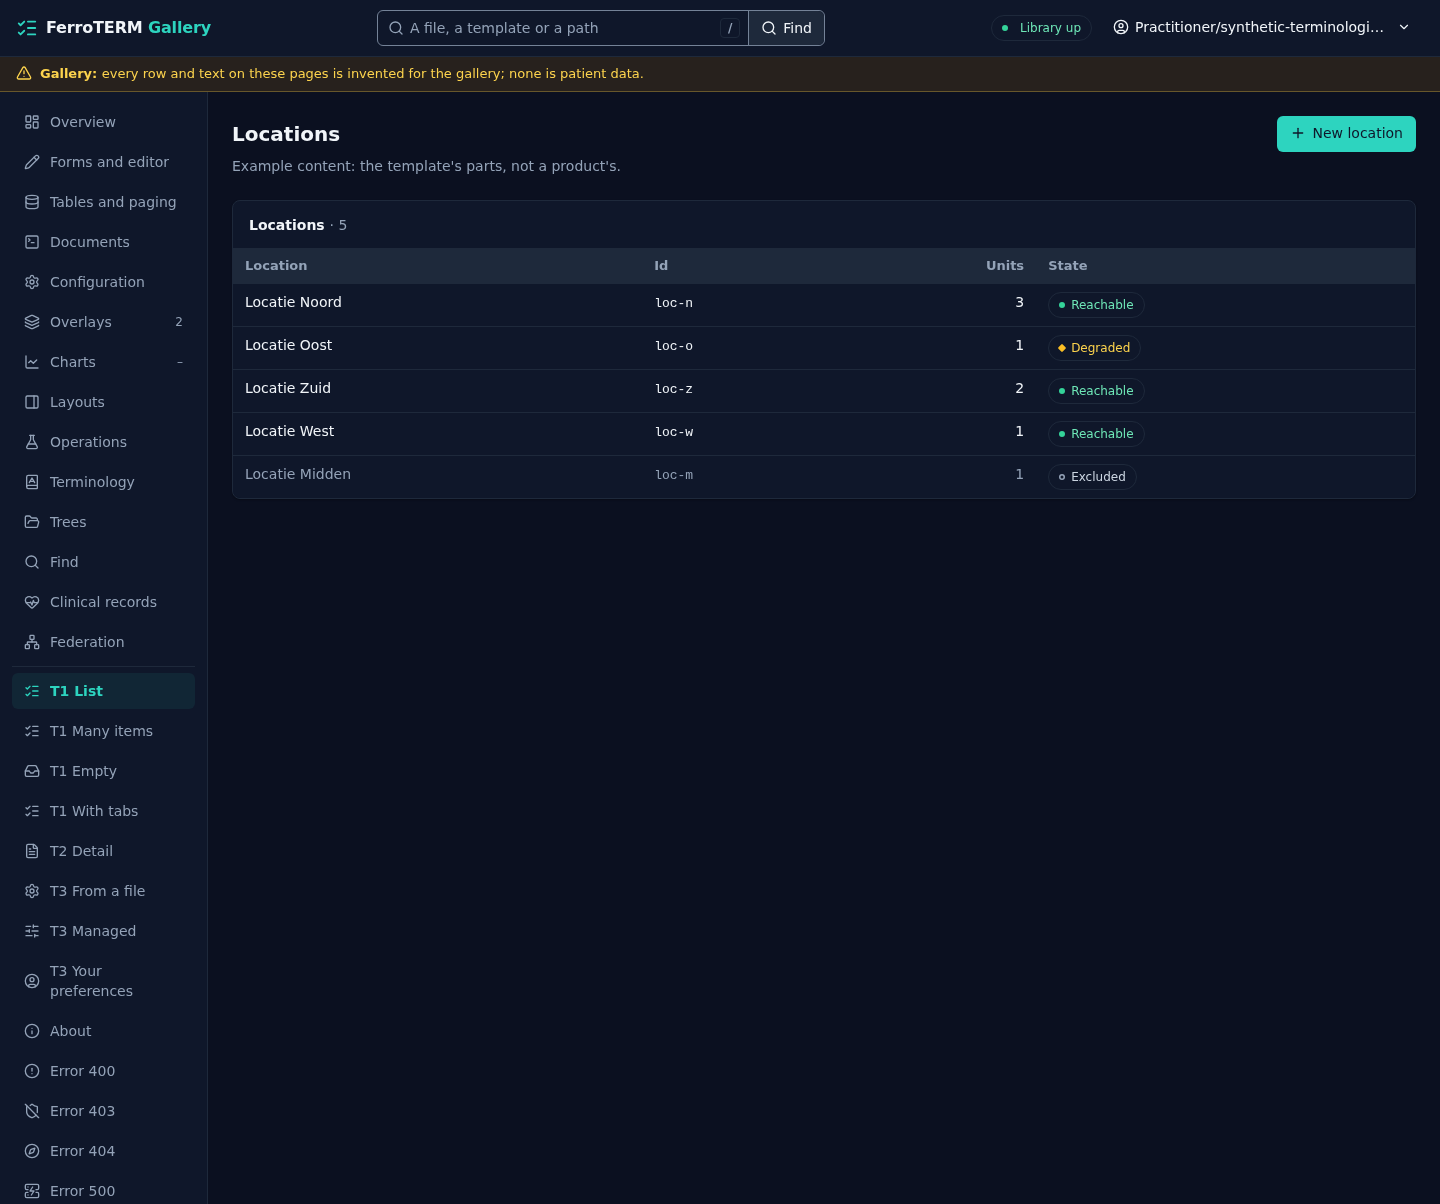 FerroTERM Gallery
A file, a template or a path
/
Find
Library up
Practitioner/synthetic-terminologi…
Gallery: every row and text on these pages is invented for the gallery; none is patient data.
Overview
Forms and editor
Tables and paging
Documents
Configuration
Overlays 2
Charts –
Layouts
Operations
Terminology
Trees
Find
Clinical records
Federation
T1 List
T1 Many items
T1 Empty
T1 With tabs
T2 Detail
T3 From a file
T3 Managed
T3 Your
preferences
About
Error 400
Error 403
Error 404
Error 500
Locations
New location
Example content: the template's parts, not a product's.
Locations · 5
Location Id Units State
Locatie Noord loc-n 3 Reachable
Locatie Oost loc-o 1 Degraded
Locatie Zuid loc-z 2 Reachable
Locatie West loc-w 1 Reachable
Locatie Midden loc-m 1 Excluded